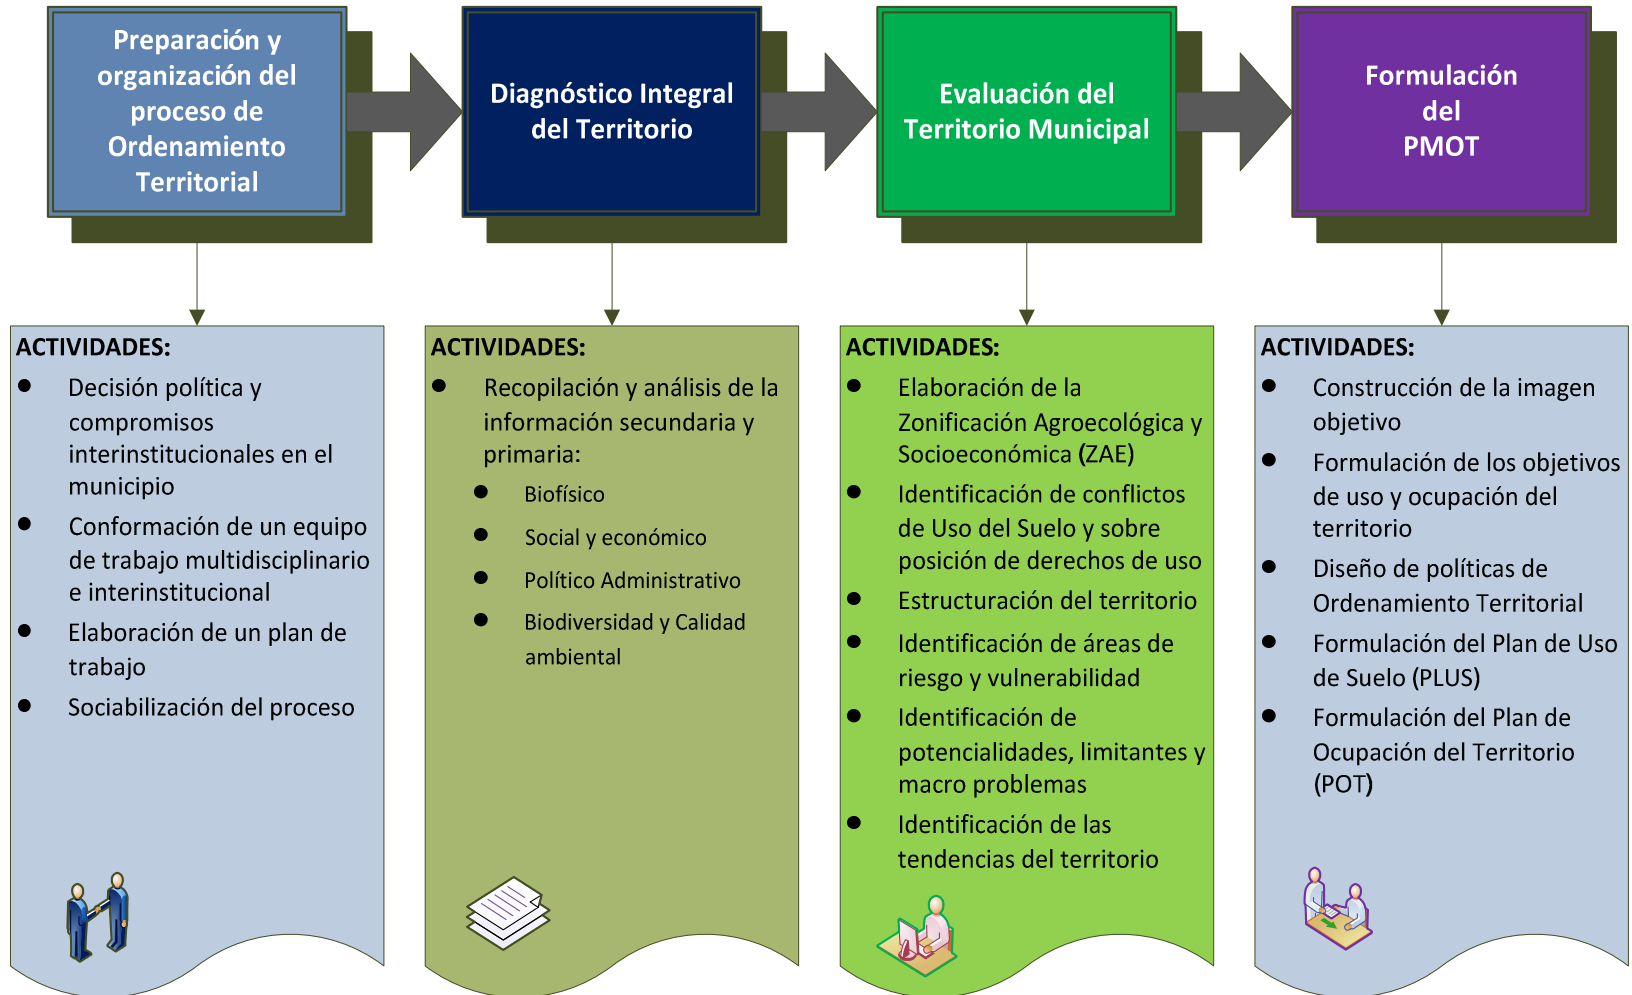 Preparación y
organización del
proceso de
Ordenamiento
Territorial
Diagnóstico Integral
del Territorio
Evaluación del
Territorio Municipal
Formulación
del
PMOT
ACTIVIDADES:
● Decisión política y
compromisos
interinstitucionales en el
municipio
● Conformación de un equipo
de trabajo multidisciplinario
e interinstitucional
● Elaboración de un plan de
trabajo
● Sociabilización del proceso
ACTIVIDADES:
● Recopilación y análisis de la
información secundaria y
primaria:
● Biofísico
● Social y económico
● Político Administrativo
● Biodiversidad y Calidad
ambiental
ACTIVIDADES:
● Elaboración de la
Zonificación Agroecológica y
Socioeconómica (ZAE)
● Identificación de conflictos
de Uso del Suelo y sobre
posición de derechos de uso
● Estructuración del territorio
● Identificación de áreas de
riesgo y vulnerabilidad
● Identificación de
potencialidades, limitantes y
macro problemas
● Identificación de las
tendencias del territorio
ACTIVIDADES:
● Construcción de la imagen
objetivo
● Formulación de los objetivos
de uso y ocupación del
territorio
● Diseño de políticas de
Ordenamiento Territorial
● Formulación del Plan de Uso
de Suelo (PLUS)
● Formulación del Plan de
Ocupación del Territorio
(POT)